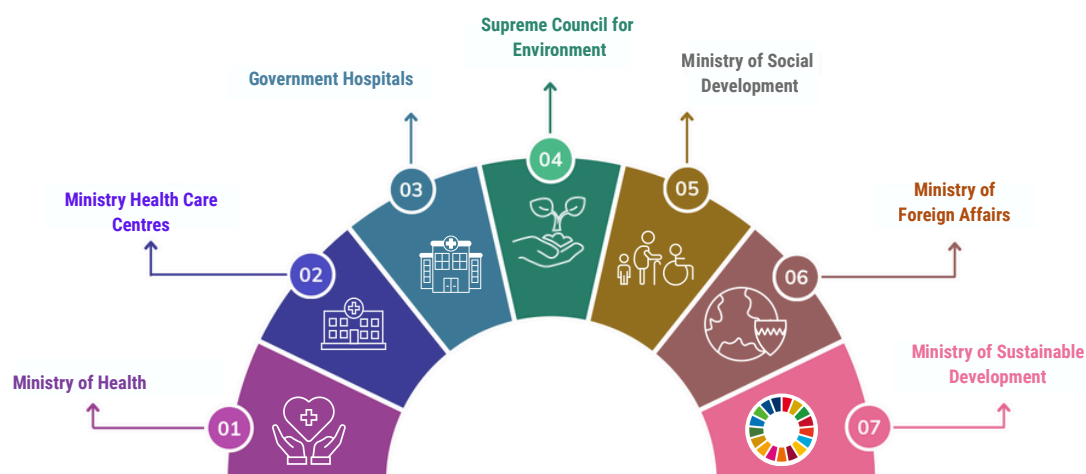 Supreme Council for
Environment
Ministry of Social
Development
Government Hospitals
04
03
05
Ministry of
Foreign Affairs
Ministry Health Care
Centres
02
06
Ministry of Sustainable
Development
Ministry of Health
01
07